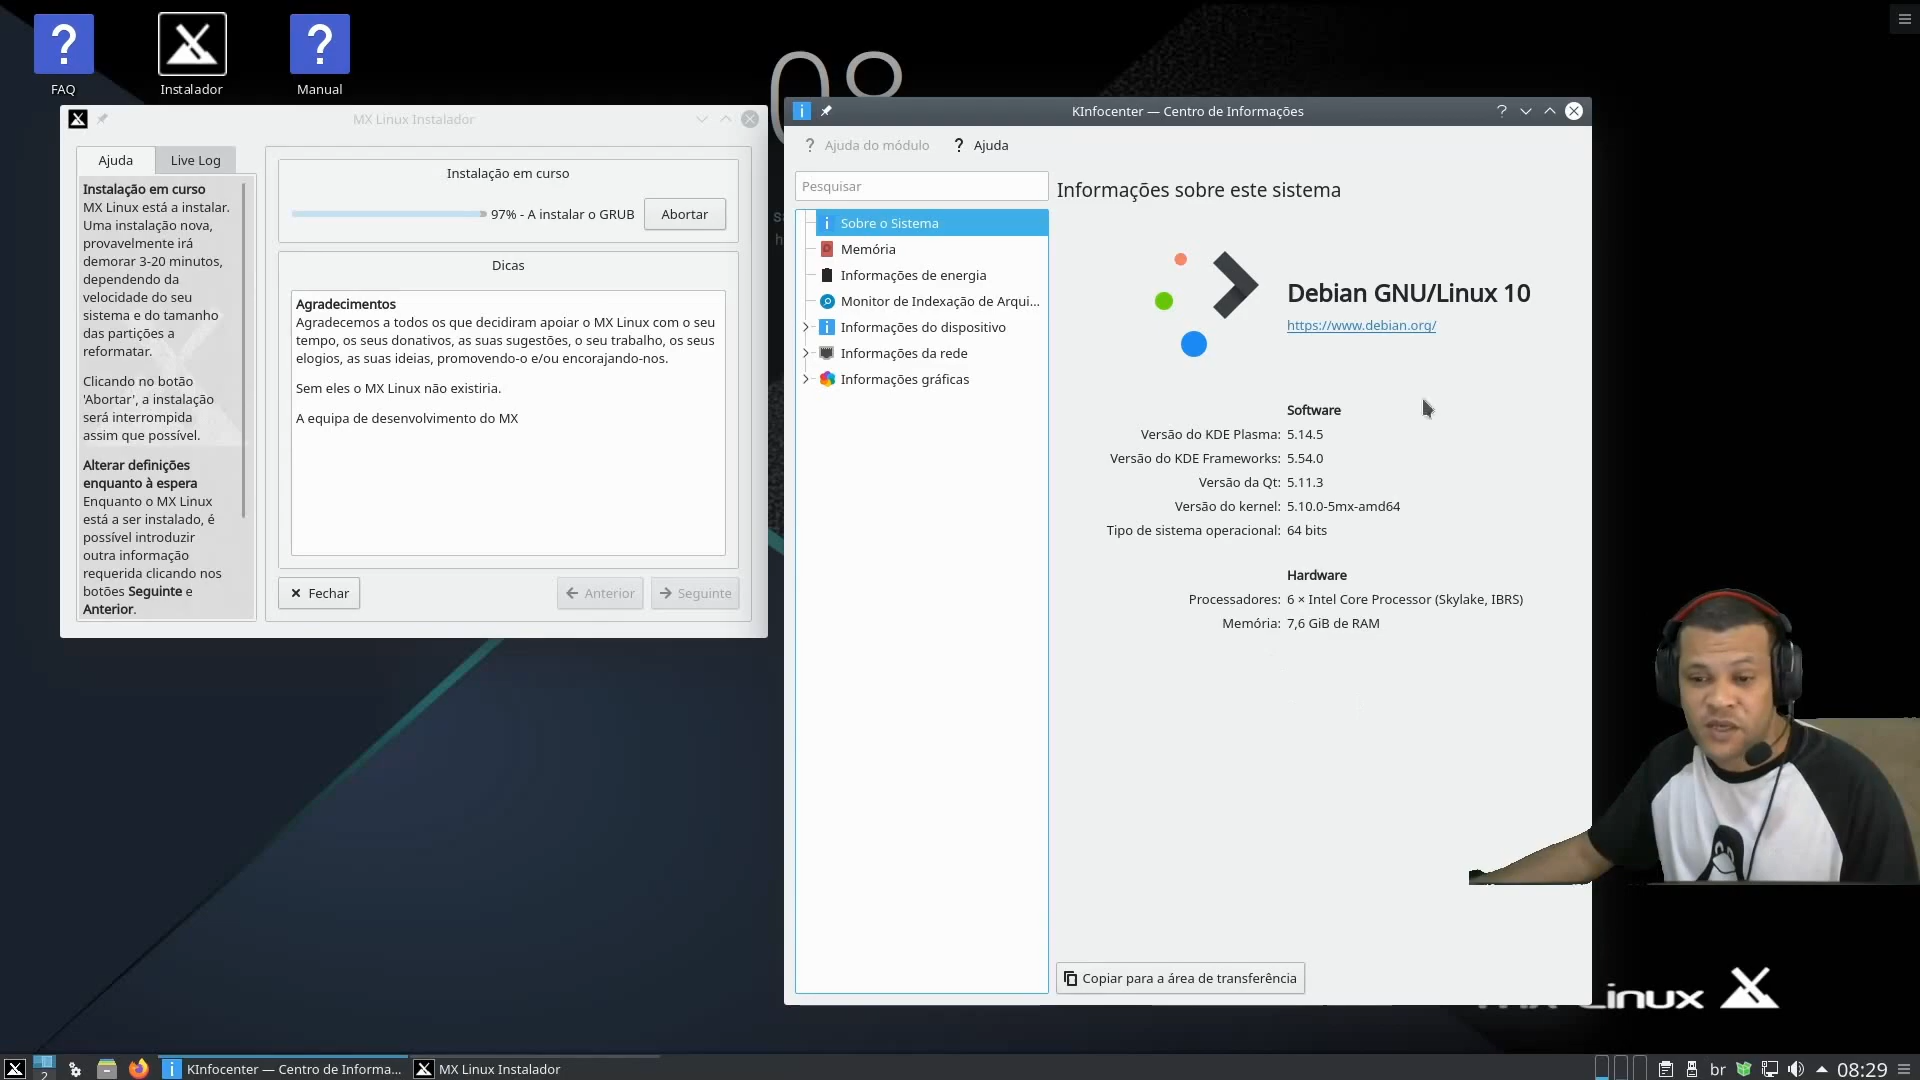 FAQ
Instalador
Manual
08
MX Linux Instalador
Ajuda
Live Log
Instalação em curso
MX Linux está a instalar.
Uma instalação nova,
provavelmente irá
demorar 3-20 minutos,
dependendo da
velocidade do seu
sistema e do tamanho
das partições a
reformatar.
Clicando no botão
'Abortar', a instalação
será interrompida
assim que possível.
Alterar definições
enquanto à espera
Enquanto o MX Linux
está a ser instalado, é
possível introduzir
outra informação
requerida clicando nos
botões Seguinte e
Anterior.
Instalação em curso
97% - A instalar o GRUB
Abortar
Dicas
Agradecimentos
Agradecemos a todos os que decidiram apoiar o MX Linux com o seu
tempo, os seus donativos, as suas sugestões, o seu trabalho, os seus
elogios, as suas ideias, promovendo-o e/ou encorajando-nos.
Sem eles o MX Linux não existiria.
A equipa de desenvolvimento do MX
Fechar
Anterior
Seguinte
KInfocenter — Centro de Informações
? Ajuda do módulo
? Ajuda
Pesquisar
Sobre o Sistema
Memória
Informações de energia
Monitor de Indexação de Arqui...
Informações do dispositivo
Informações da rede
Informações gráficas
Informações sobre este sistema
Debian GNU/Linux 10
https://www.debian.org/
Software
Versão do KDE Plasma: 5.14.5
Versão do KDE Frameworks: 5.54.0
Versão da Qt: 5.11.3
Versão do kernel: 5.10.0-5mx-amd64
Tipo de sistema operacional: 64 bits
Hardware
Processadores: 6 × Intel Core Processor (Skylake, IBRS)
Memória: 7,6 GiB de RAM
Copiar para a área de transferência
Linux
2
KInfocenter — Centro de Informa...
MX Linux Instalador
br
08:29